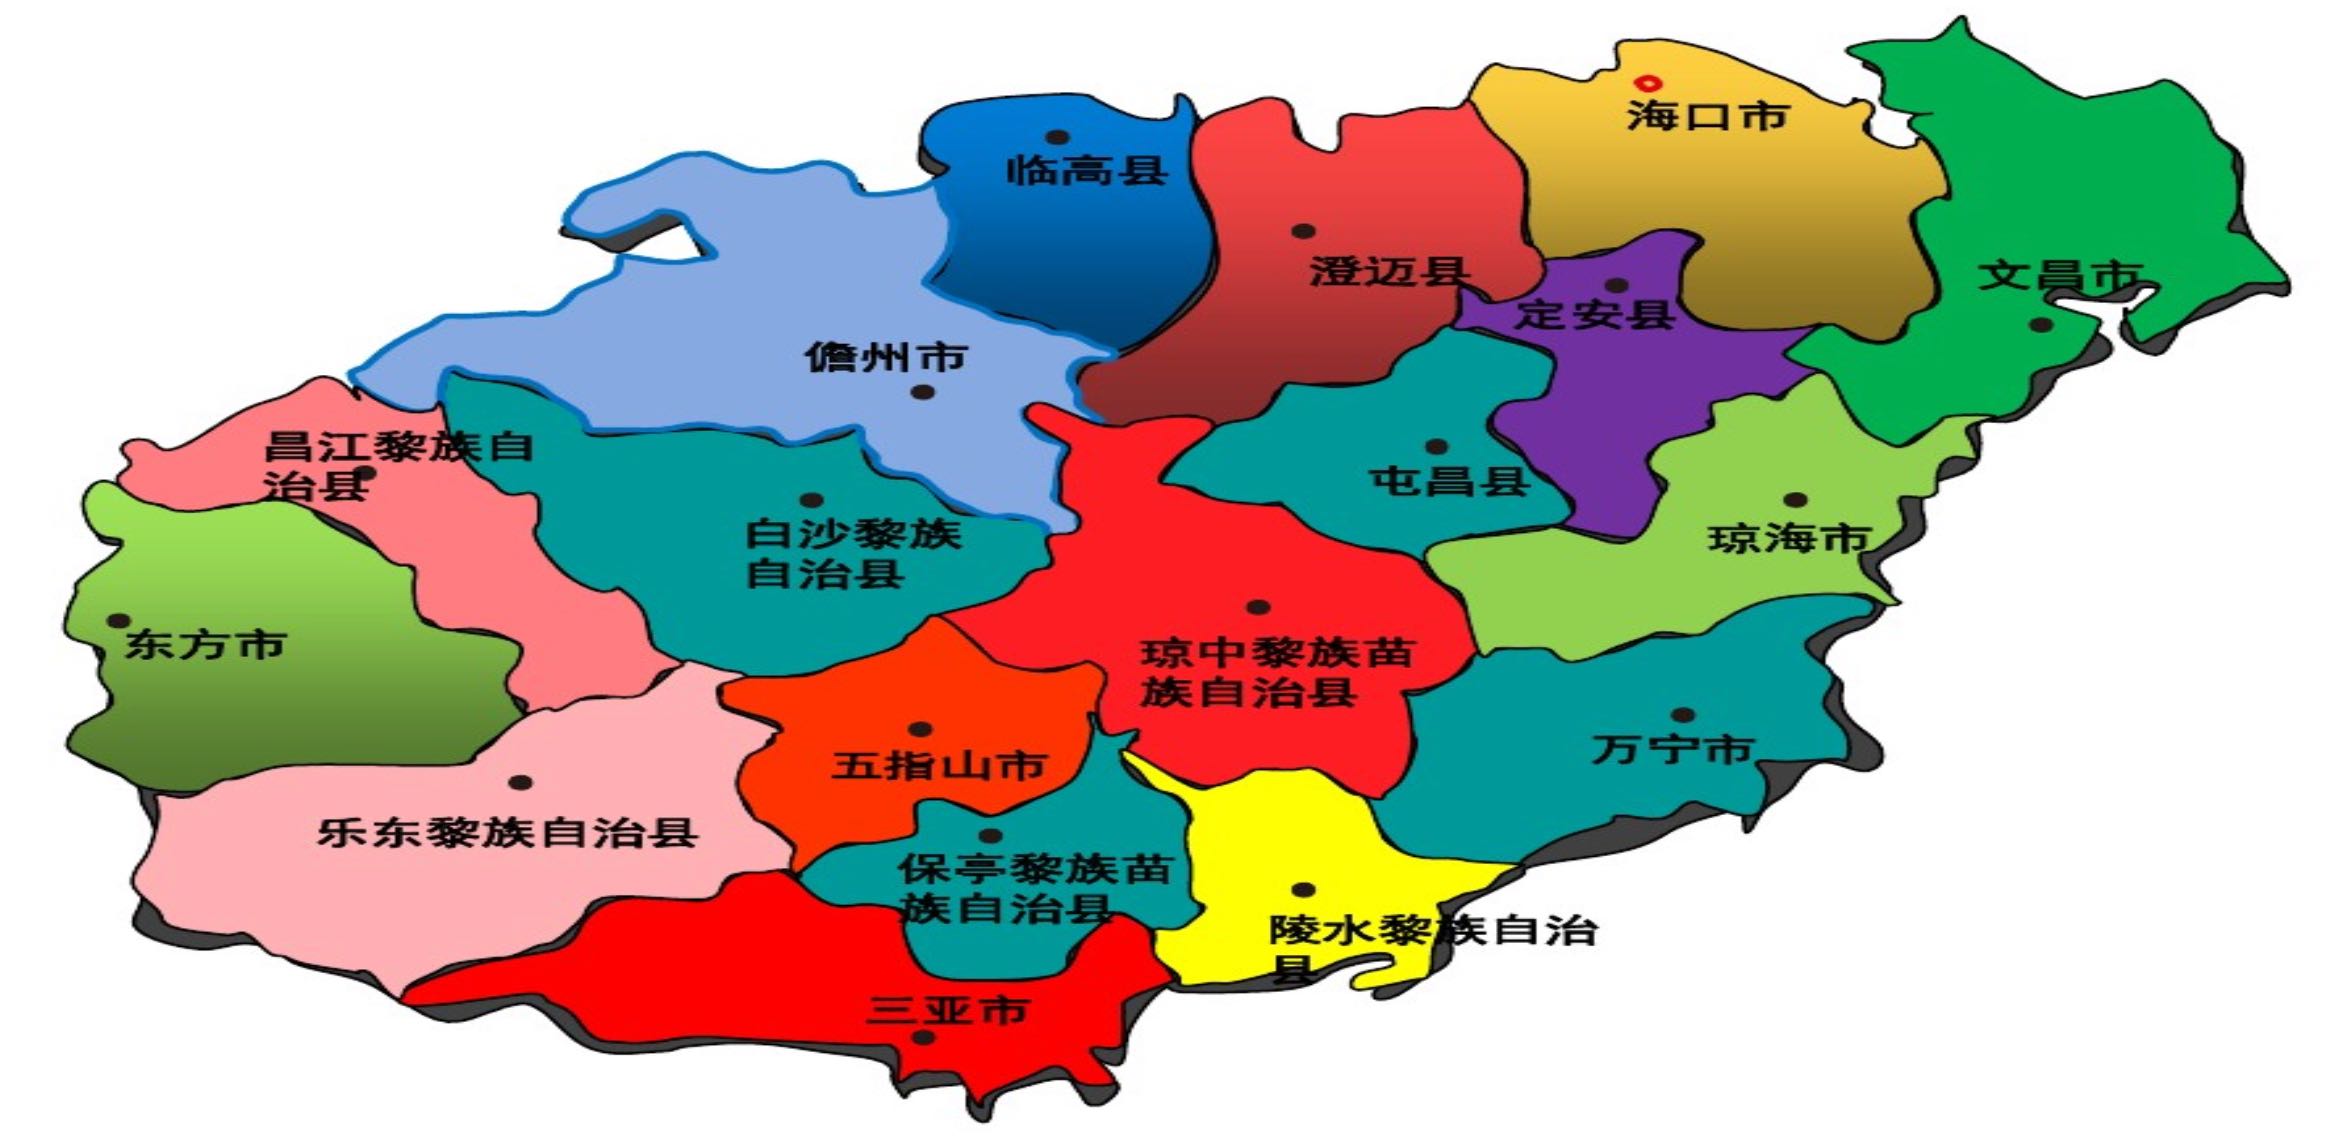 海口市
临高县
澄迈县
文昌市
定安县
儋州市
昌江黎族自
治县
屯昌县
白沙黎族
自治县
琼海市
东方市
琼中黎族苗
族自治县
万宁市
五指山市
乐东黎族自治县
保亭黎族苗
族自治县
陵水黎族自治
县
三亚市